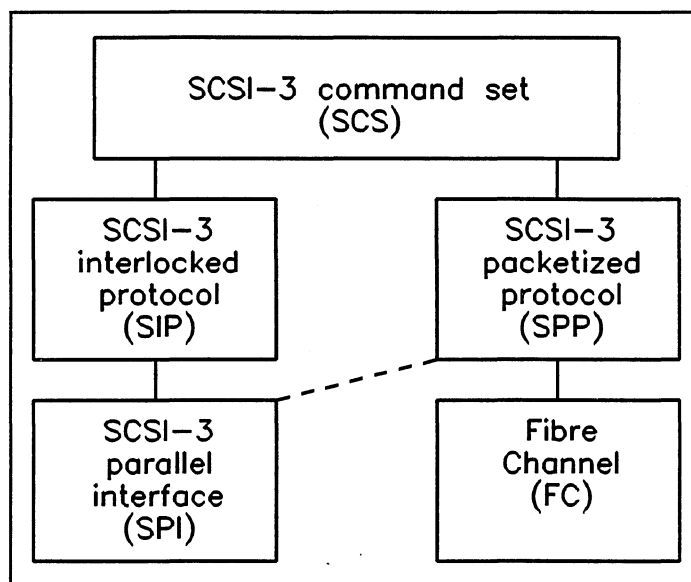 SCSI-3 command set
(SCS)
SCSI-3
interlocked
protocol
(SIP)
SCSI-3
packetized
protocol
(SPP)
SCSI-3
parallel
interface
(SPI)
Fibre
Channel
(FC)